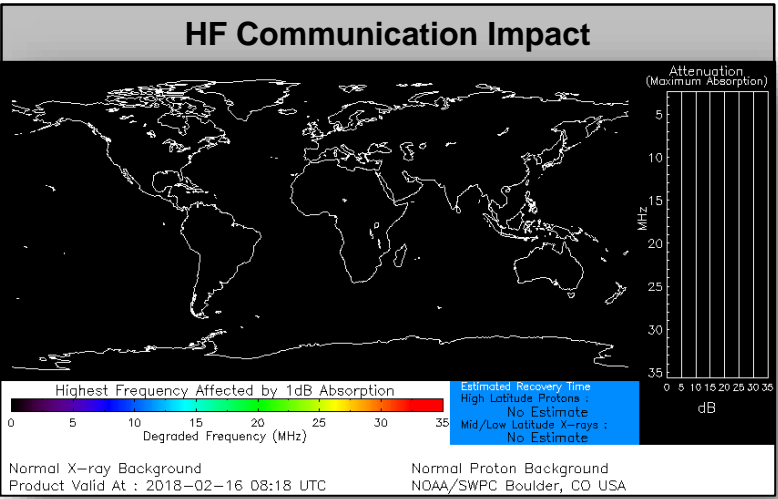 HF Communication Impact
Attenuation
(Maximum Absorption)
5
10
15
20
25
30
35
MHz
0 5 10 15 20 25 30 35
dB
Highest Frequency Affected by 1dB Absorption
0 5 10 15 20 25 30 35
Degraded Frequency (MHz)
Estimated Recovery Time
High Latitude Protons :
No Estimate
Mid/Low Latitude X-rays :
No Estimate
Normal X-ray Background
Normal Proton Background
Product Valid At : 2018-02-16 08:18 UTC
NOAA/SWPC Boulder, CO USA